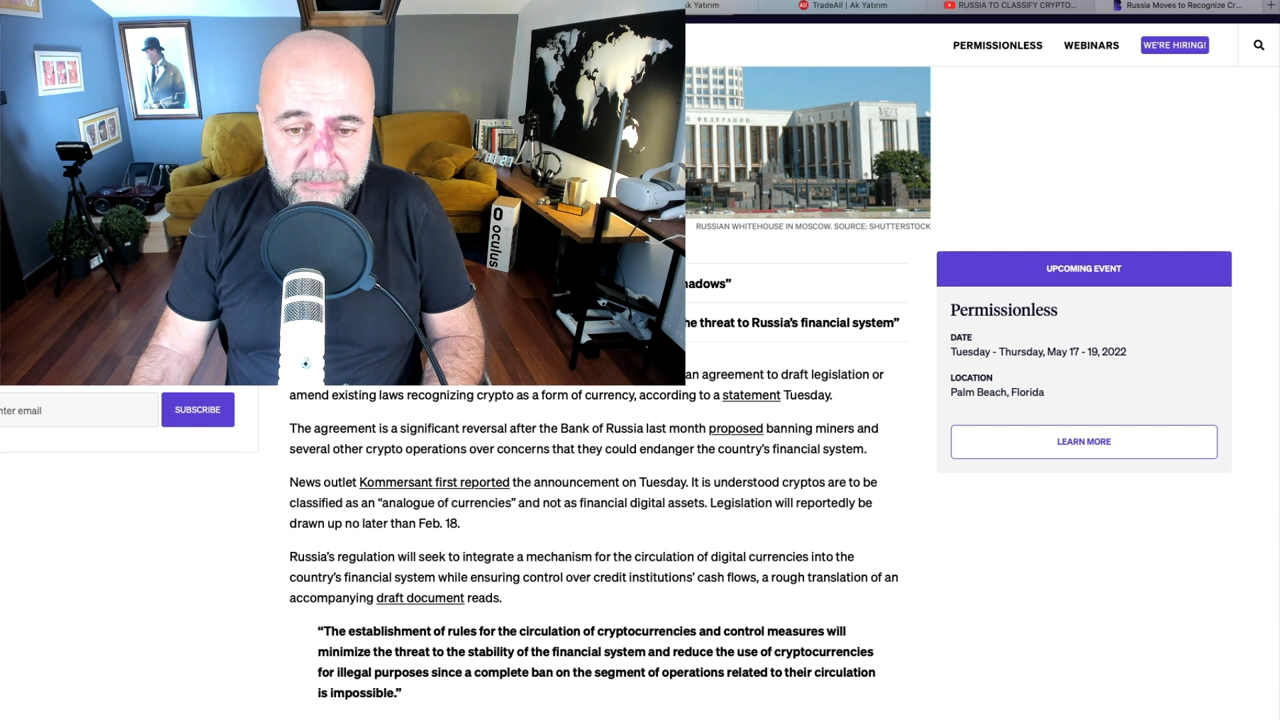 ak Yatırım
TradeAll | Ak Yatırım
RUSSIA TO CLASSIFY CRYPTO...
Russia Moves to Recognize Cr...
PERMISSIONLESS
WEBINARS
WE'RE HIRING!
RUSSIAN WHITEHOUSE IN MOSCOW. SOURCE: SHUTTERSTOCK
hadows”
he threat to Russia’s financial system”
an agreement to draft legislation or
amend existing laws recognizing crypto as a form of currency, according to a statement Tuesday.
The agreement is a significant reversal after the Bank of Russia last month proposed banning miners and
several other crypto operations over concerns that they could endanger the country’s financial system.
News outlet Kommersant first reported the announcement on Tuesday. It is understood cryptos are to be
classified as an “analogue of currencies” and not as financial digital assets. Legislation will reportedly be
drawn up no later than Feb. 18.
Russia’s regulation will seek to integrate a mechanism for the circulation of digital currencies into the
country’s financial system while ensuring control over credit institutions’ cash flows, a rough translation of an
accompanying draft document reads.
“The establishment of rules for the circulation of cryptocurrencies and control measures will
minimize the threat to the stability of the financial system and reduce the use of cryptocurrencies
for illegal purposes since a complete ban on the segment of operations related to their circulation
is impossible.”
nter email
SUBSCRIBE
UPCOMING EVENT
Permissionless
DATE
Tuesday - Thursday, May 17 - 19, 2022
LOCATION
Palm Beach, Florida
LEARN MORE
oculus